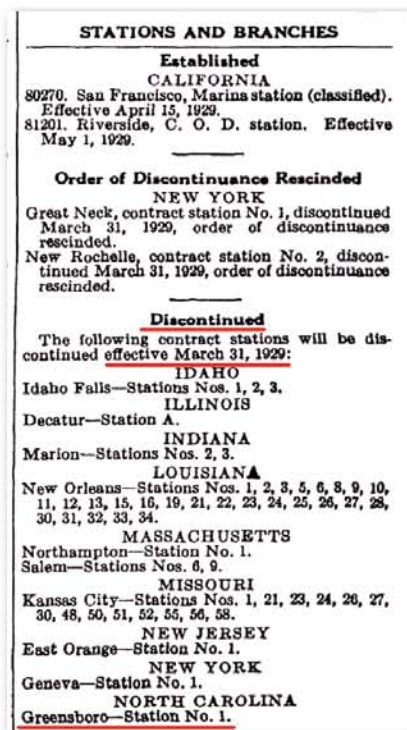 STATIONS AND BRANCHES
Established
CALIFORNIA
80270. San Francisco, Marina station (classified).
Effective April 15, 1929.
81201. Riverside, C. O. D. station. Effective
May 1, 1929.
Order of Discontinuance Rescinded
NEW YORK
Great Neck, contract station No. 1, discontinued
March 31, 1929, order of discontinuance
rescinded.
New Rochelle, contract station No. 2, discon-
tinued March 31, 1929, order of discontinuance
rescinded.
Discontinued
The following contract stations will be dis-
continued effective March 31, 1929:
IDAHO
Idaho Falls—Stations Nos. 1, 2, 3.
ILLINOIS
Decatur—Station A.
INDIANA
Marion—Stations Nos. 2, 3.
LOUISIANA
New Orleans—Stations Nos. 1, 2, 3, 5, 6, 8, 9, 10,
11, 12, 13, 15, 16, 19, 21, 22, 23, 24, 25, 26, 27, 28,
30, 31, 32, 33, 34.
MASSACHUSETTS
Northampton—Station No. 1.
Salem—Stations Nos. 6, 9.
MISSOURI
Kansas City—Stations Nos. 1, 21, 23, 24, 26, 27,
30, 48, 50, 51, 52, 55, 56, 58.
NEW JERSEY
East Orange—Station No. 1.
NEW YORK
Geneva—Station No. 1.
NORTH CAROLINA
Greensboro—Station No. 1.